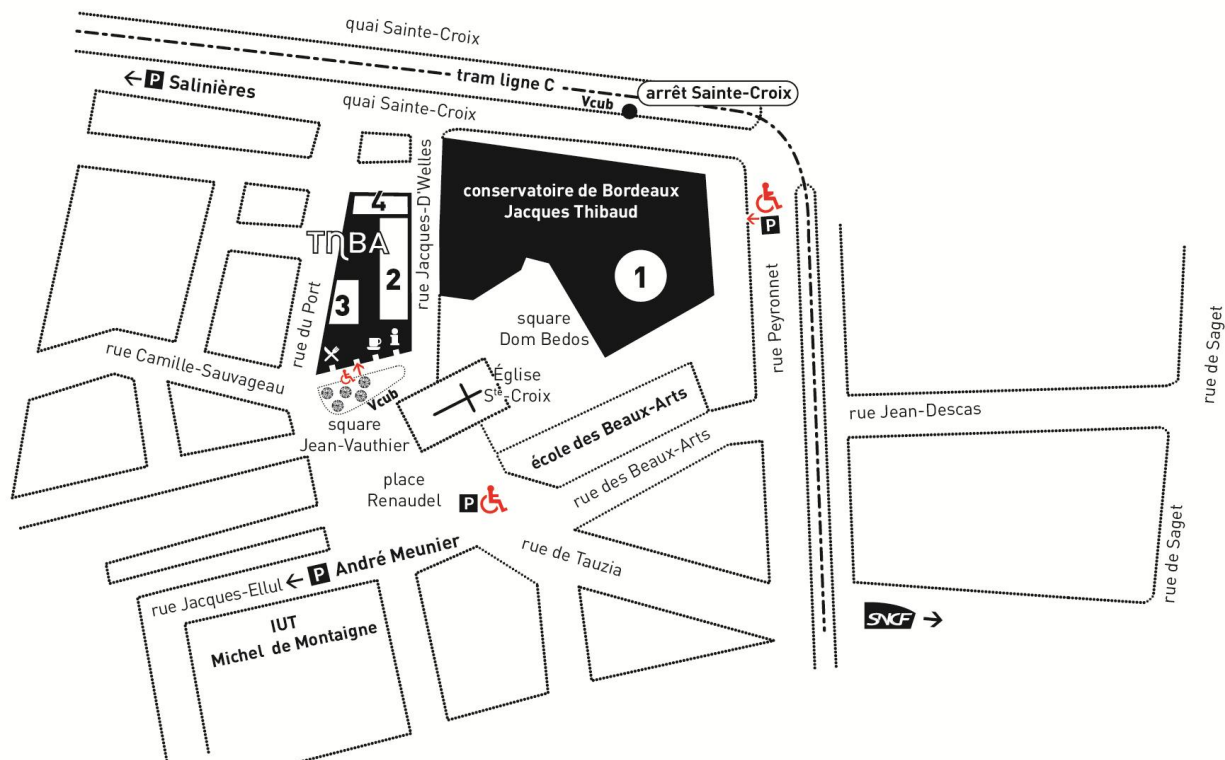 quai Sainte-Croix
tram ligne C
arrêt Sainte-Croix
P Salinières
quai Sainte-Croix
Vcub
rue Jacques-D'Welles
conservatoire de Bordeaux
Jacques Thibaud
P
4
TNBA
2
3
1
rue du Port
square
Dom Bedos
rue Peyronnet
rue de Saget
rue Camille-Sauvageau
i
Vcub
Église
Ste-Croix
square
Jean-Vauthier
école des Beaux-Arts
rue Jean-Descas
rue des Beaux-Arts
place
Renaudel
P
rue de Tauzia
P André Meunier
rue Jacques-Ellul
rue de Saget
IUT
Michel de Montaigne
SNCF